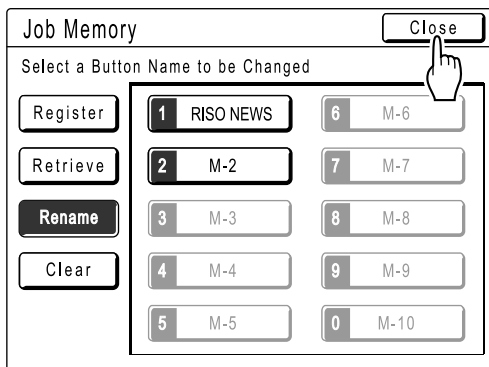 Job Memory
Close
Select a Button Name to be Changed
Register
1 RISO NEWS
6 M-6
Retrieve
2 M-2
7 M-7
Rename
3 M-3
8 M-8
Clear
4 M-4
9 M-9
5 M-5
0 M-10